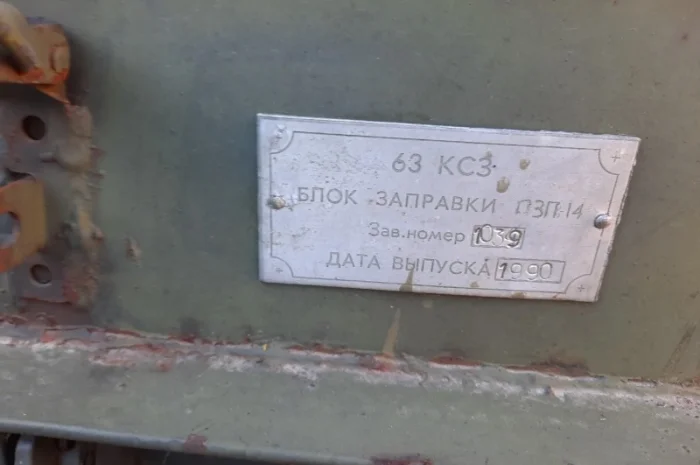 63 КСЗ
БЛОК ЗАПРАВКИ ПЗП-14
Зав.номер 1039
ДАТА ВЫПУСКА 1990